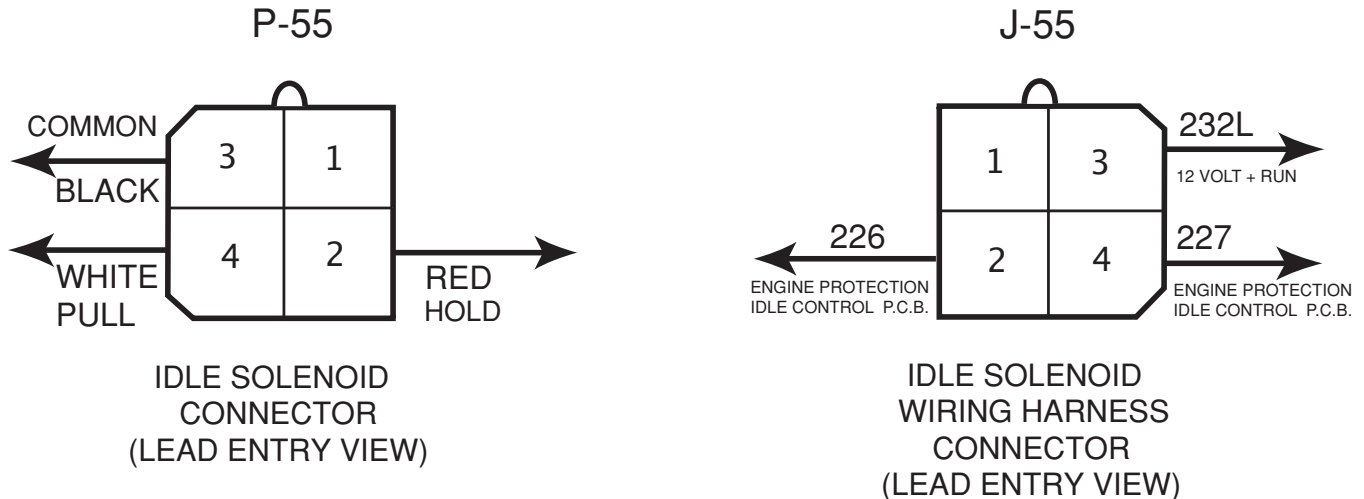 P-55
COMMON
BLACK
3
1
WHITE
PULL
4
2
RED
HOLD
IDLE SOLENOID
CONNECTOR
(LEAD ENTRY VIEW)
J-55
1
3
232L
12 VOLT + RUN
226
ENGINE PROTECTION
IDLE CONTROL P.C.B.
2
4
227
ENGINE PROTECTION
IDLE CONTROL P.C.B.
IDLE SOLENOID
WIRING HARNESS
CONNECTOR
(LEAD ENTRY VIEW)